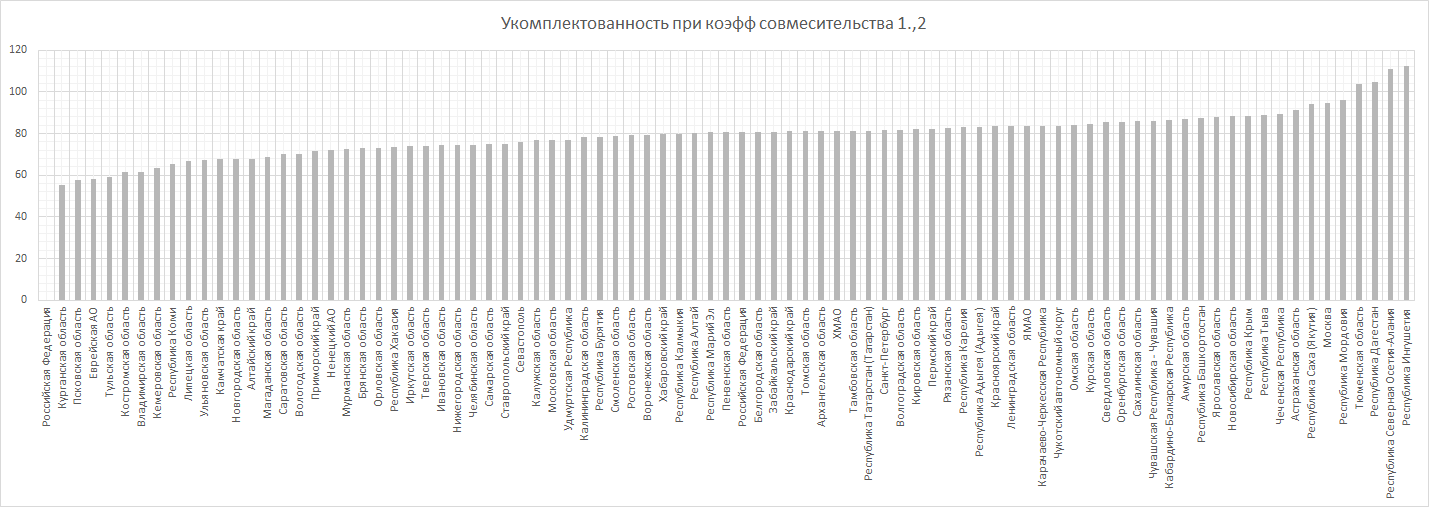 Укомплектованность при коэфф совмесительства 1.,2
120
100
80
60
40
20
0
Российская Федерация
Курганская область
Псковская область
Еврейская АО
Тульская область
Костромская область
Владимирская область
Кемеровская область
Республика Коми
Липецкая область
Ульяновская область
Камчатская край
Новгородская область
Алтайский край
Магаданская область
Саратовская область
Вологодская область
Приморский край
Ненецкий АО
Мурманская область
Брянская область
Орловская область
Республика Хакасия
Иркутская область
Тверская область
Ивановская область
Нижегородская область
Челябинская область
Самарская область
Ставропольский край
Севастополь
Калужская область
Московская область
Удмуртская Республика
Калининградская область
Республика Бурятия
Смоленская область
Ростовская область
Воронежская область
Хабаровский край
Республика Калмыкия
Республика Алтай
Республика Марий Эл
Пензенская область
Российская Федерация
Белгородская область
Забайкальский край
Краснодарский край
Томская область
Архангельская область
ХМАО
Тамбовская область
Республика Татарстан (Татарстан)
Санкт-Петербург
Волгоградская область
Кировская область
Пермский край
Рязанская область
Республика Карелия
Республика Адыгея (Адыгея)
Красноярский край
Ленинградская область
ЯМАО
Карачаево-Черкесская Республика
Чукотский автономный округ
Омская область
Курская область
Свердловская область
Оренбургская область
Сахалинская область
Чувашская Республика - Чувашия
Кабардино-Балкарская Республика
Амурская область
Республика Башкортостан
Ярославская область
Новосибирская область
Республика Крым
Республика Тыва
Чеченская Республика
Астраханская область
Республика Саха (Якутия)
Москва
Республика Мордовия
Тюменская область
Республика Дагестан
Республика Северная Осетия-Алания
Республика Ингушетия